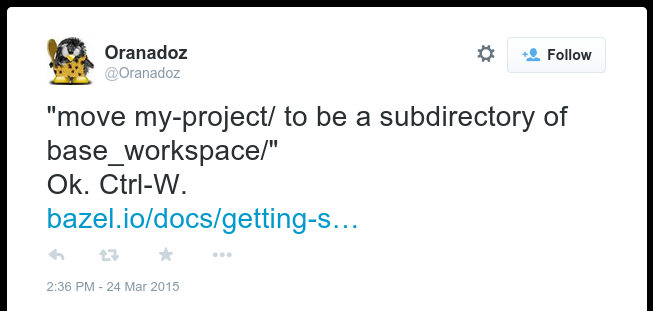 Oranadoz
@Oranadoz
Follow
"move my-project/ to be a subdirectory of
base_workspace/"
Ok. Ctrl-W.
bazel.io/docs/getting-s…
2:36 PM - 24 Mar 2015